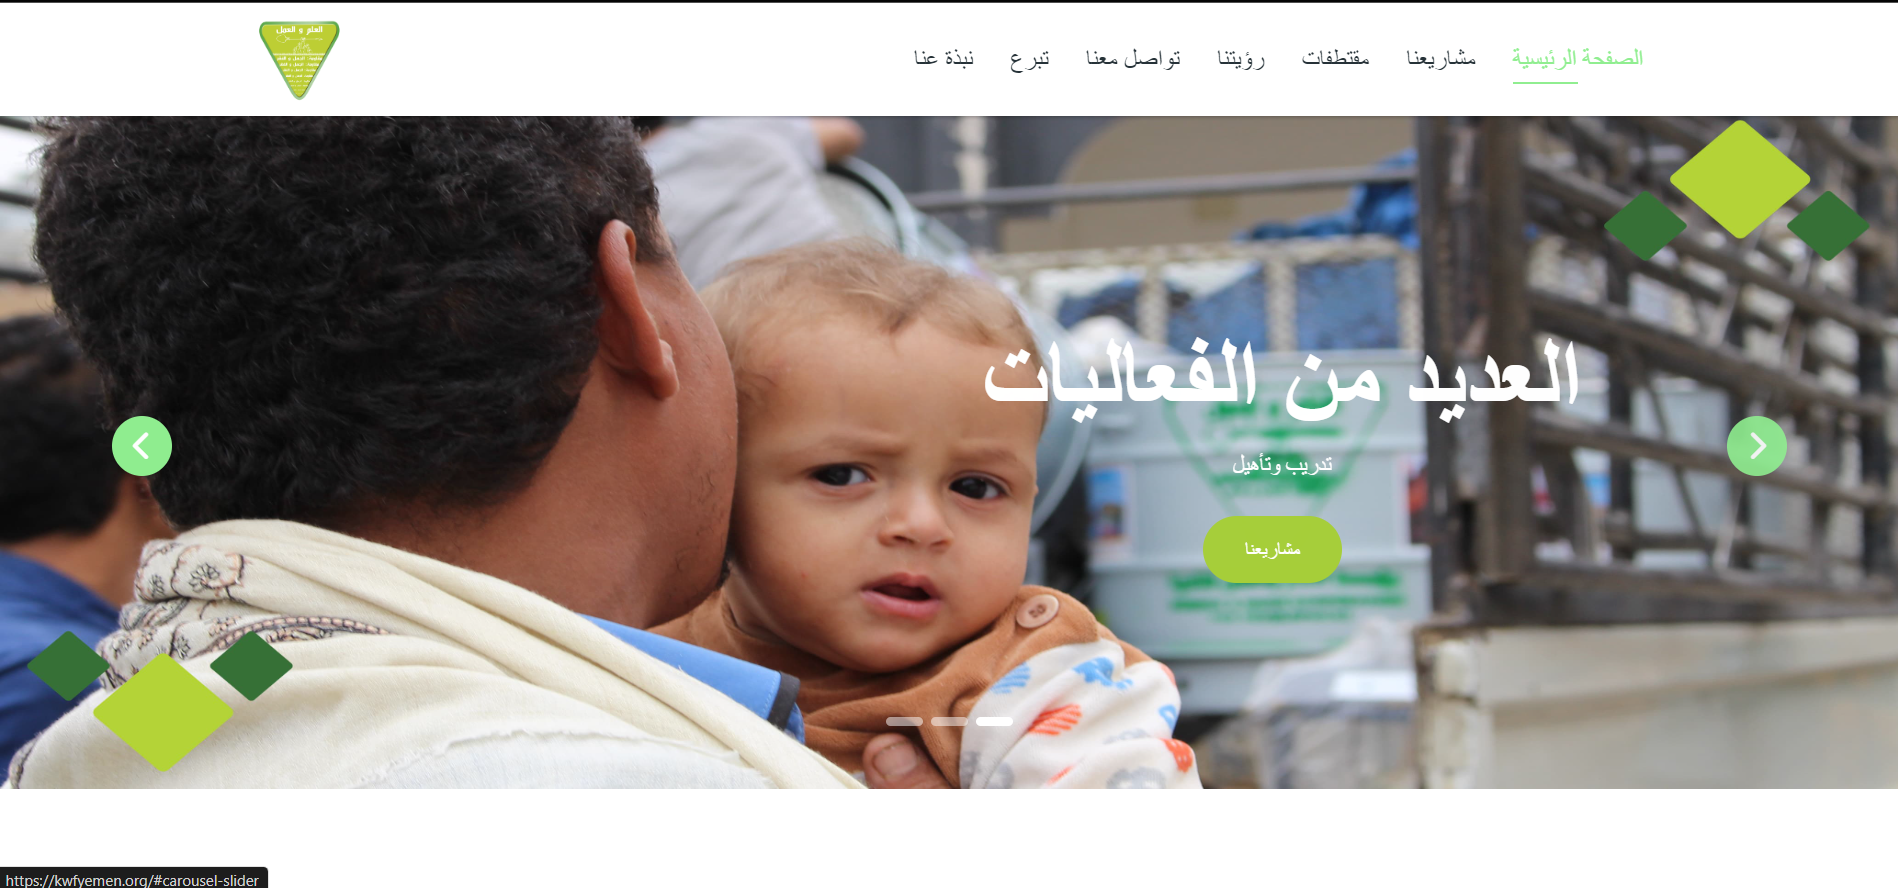 العلم و العمل
الصفحة الرئيسية
مشاريعنا
مقتطفات
رؤيتنا
تواصل معنا
تبرع
نبذة عنا
العديد من الفعاليات
تدريب وتأهيل
مشاريعنا
https://kwfyemen.org/#carousel-slider